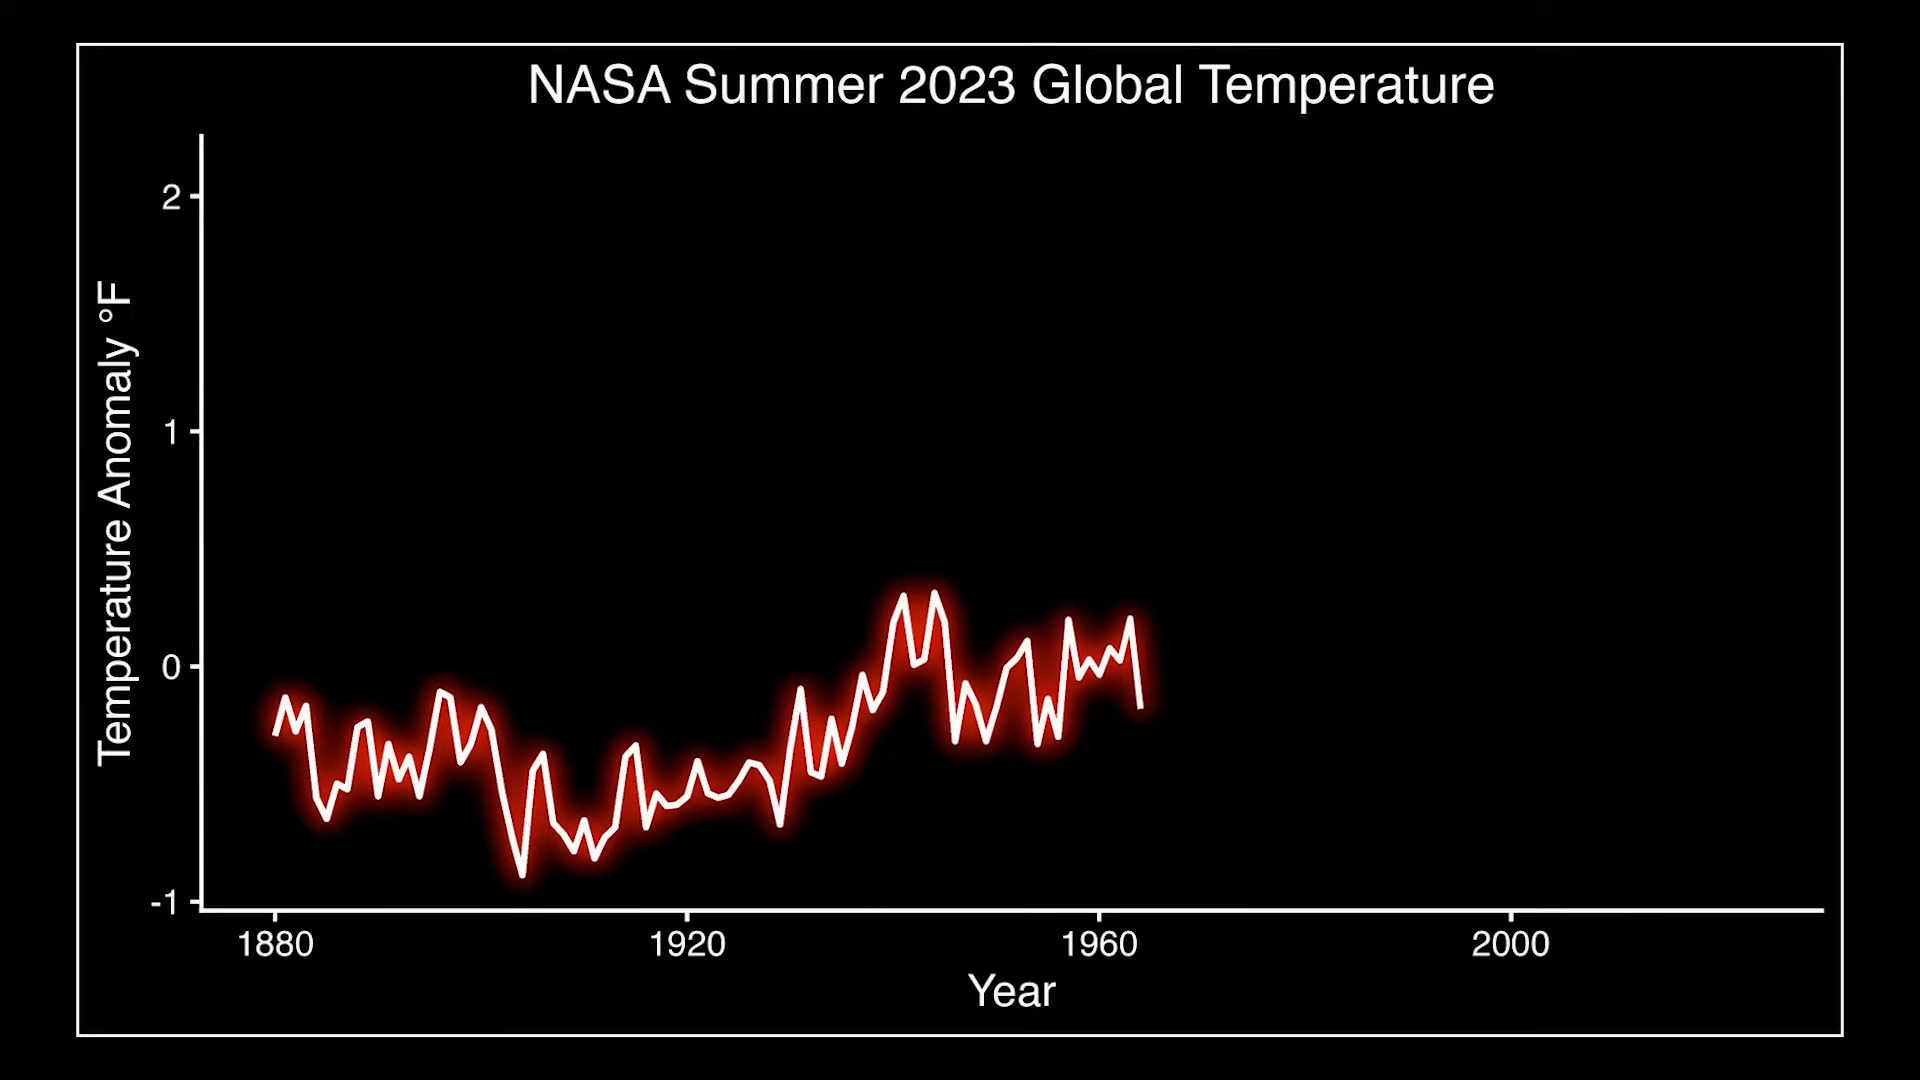 NASA Summer 2023 Global Temperature
Temperature Anomaly °F
2
1
0
-1
1880
1920
1960
2000
Year